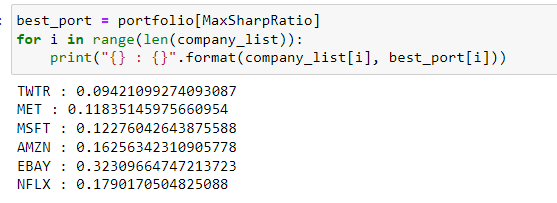 : best_port = portfolio[MaxSharpRatio]
for i in range(len(company_list)):
    print("{} : {}".format(company_list[i], best_port[i]))
TWTR : 0.09421099274093087
MET : 0.11835145975660954
MSFT : 0.12276042643875588
AMZN : 0.16256342310905778
EBAY : 0.32309664747213723
NFLX : 0.1790170504825088